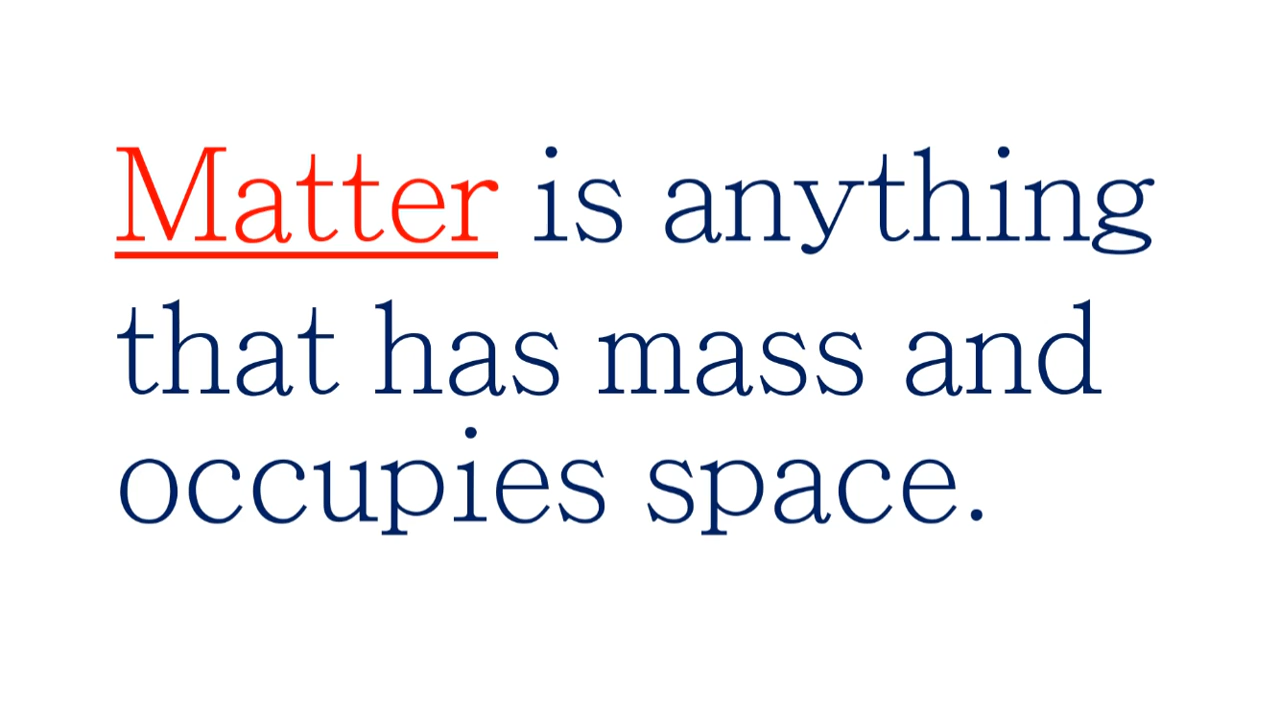 Matter is anything
that has mass and
occupies space.